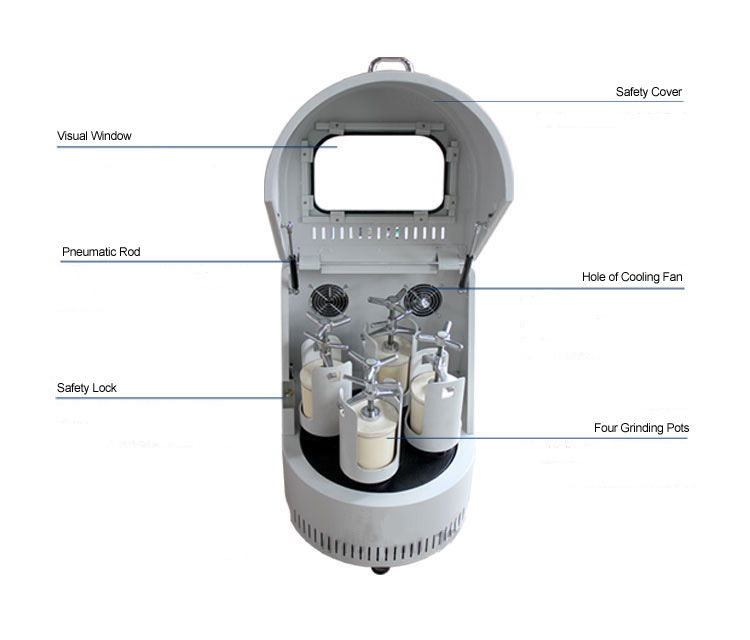 Safety Cover
Visual Window
Pneumatic Rod
Hole of Cooling Fan
Safety Lock
Four Grinding Pots